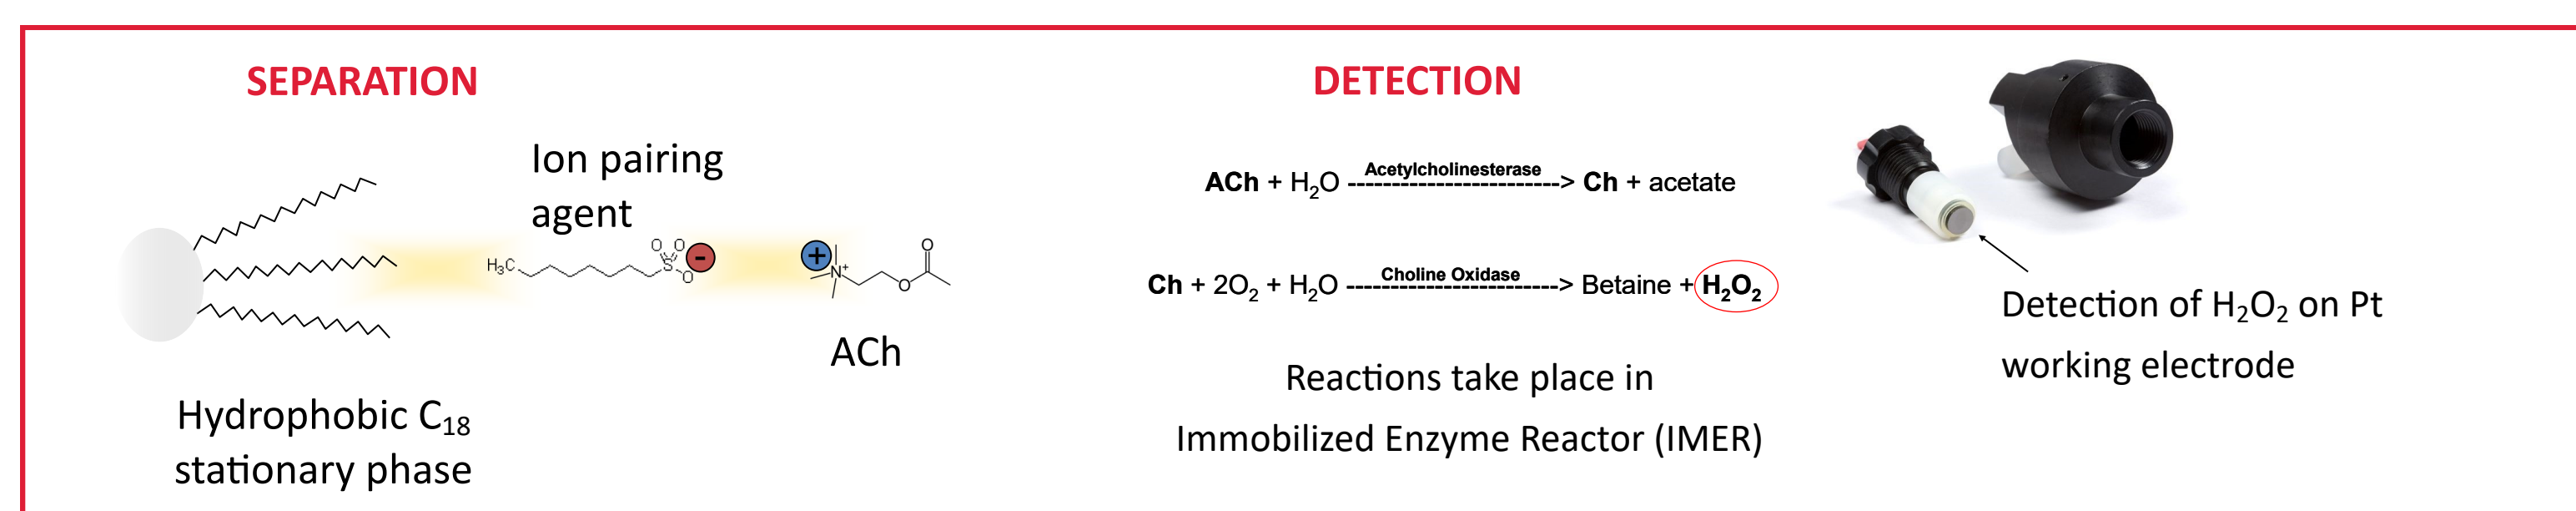 SEPARATION
Ion pairing
agent
H₃C
O O
S
O
-
+
N⁺
O
O
ACh
Hydrophobic C₁₈
stationary phase
DETECTION
Acetylcholinesterase
ACh + H₂O ------------------------> Ch + acetate
Choline Oxidase
Ch + 2O₂ + H₂O ------------------------> Betaine + H₂O₂
Reactions take place in
Immobilized Enzyme Reactor (IMER)
Detection of H₂O₂ on Pt
working electrode